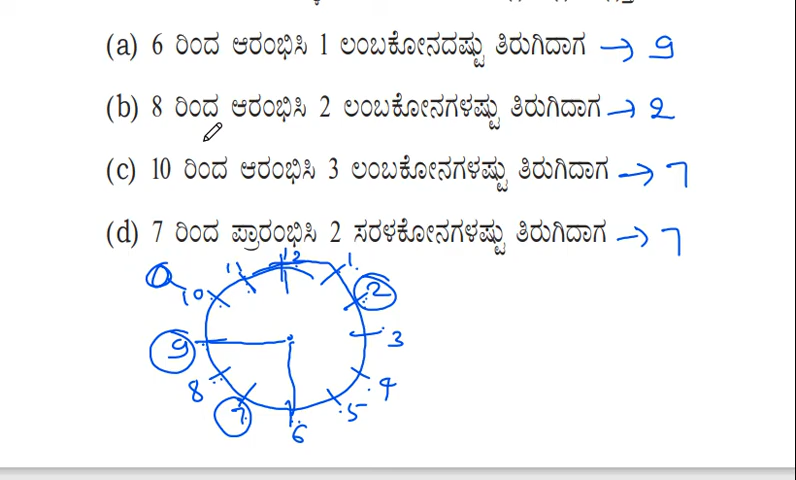 (a) 6 ರಿಂದ ಆರಂಭಿಸಿ 1 ಲಂಬಕೋನದಷ್ಟು ತಿರುಗಿದಾಗ → 9
(b) 8 ರಿಂದ ಆರಂಭಿಸಿ 2 ಲಂಬಕೋನಗಳಷ್ಟು ತಿರುಗಿದಾಗ → 2
(c) 10 ರಿಂದ ಆರಂಭಿಸಿ 3 ಲಂಬಕೋನಗಳಷ್ಟು ತಿರುಗಿದಾಗ → 7
(d) 7 ರಿಂದ ಪ್ರಾರಂಭಿಸಿ 2 ಸರಳಕೋನಗಳಷ್ಟು ತಿರುಗಿದಾಗ → 7
12
11 1
10 2
9 3
8 4
7 5
6